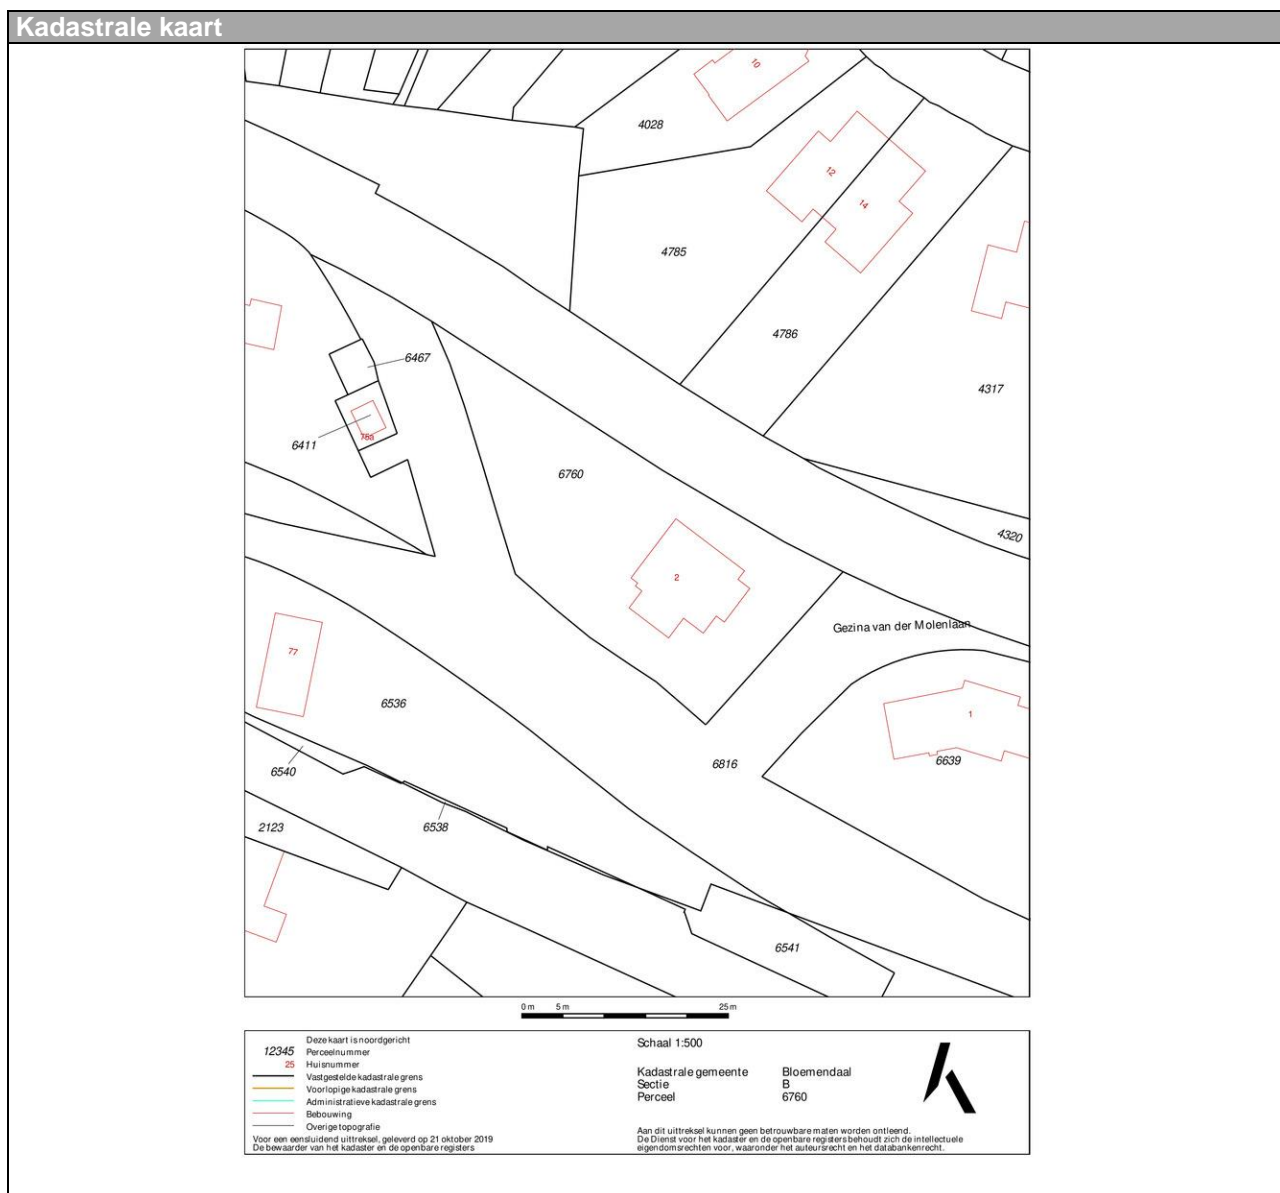 Kadastrale kaart
10
4028
12
14
4785
4786
4317
6467
6411
78a
6760
4320
2
Gezina van der Molenlaan
77
6536
1
6639
6816
6540
6538
2123
6541
0 m 5 m 25 m
Deze kaart is noordgericht
12345 Perceelnummer
25 Huisnummer
Vastgestelde kadastrale grens
Voorlopige kadastrale grens
Administratieve kadastrale grens
Bebouwing
Overige topografie
Voor een eensluidend uittreksel, geleverd op 21 oktober 2019
De bewaarder van het kadaster en de openbare registers
Schaal 1:500
Kadastrale gemeente Bloemendaal
Sectie B
Perceel 6760
Aan dit uittreksel kunnen geen betrouwbare maten worden ontleend.
De Dienst voor het kadaster en de openbare registers behoudt zich de intellectuele
eigendomsrechten voor, waaronder het auteursrecht en het databankenrecht.